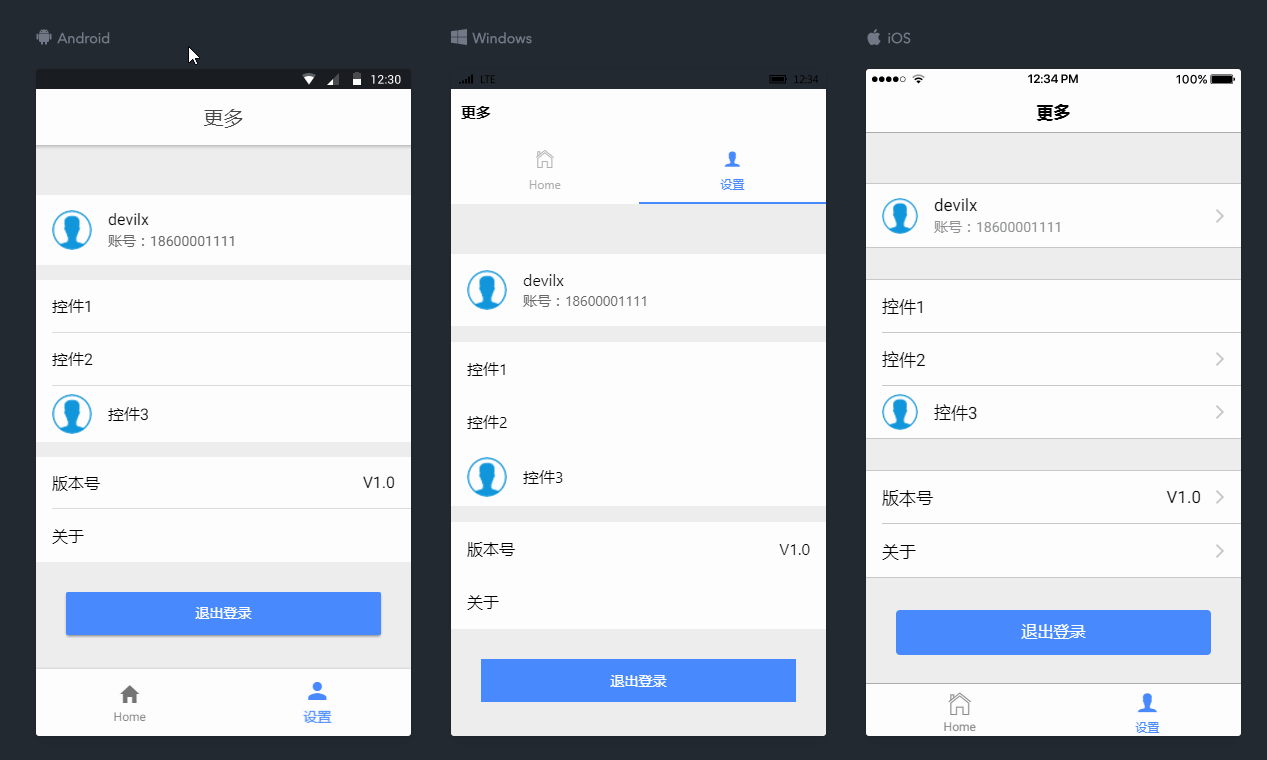 Android
12:30
更多
devilx
账号：18600001111
控件1
控件2
控件3
版本号 V1.0
关于
退出登录
Home 设置
Windows
LTE 12:34
更多
Home 设置
devilx
账号：18600001111
控件1
控件2
控件3
版本号 V1.0
关于
退出登录
iOS
12:34 PM 100%
更多
devilx
账号：18600001111
控件1
控件2
控件3
版本号 V1.0
关于
退出登录
Home 设置